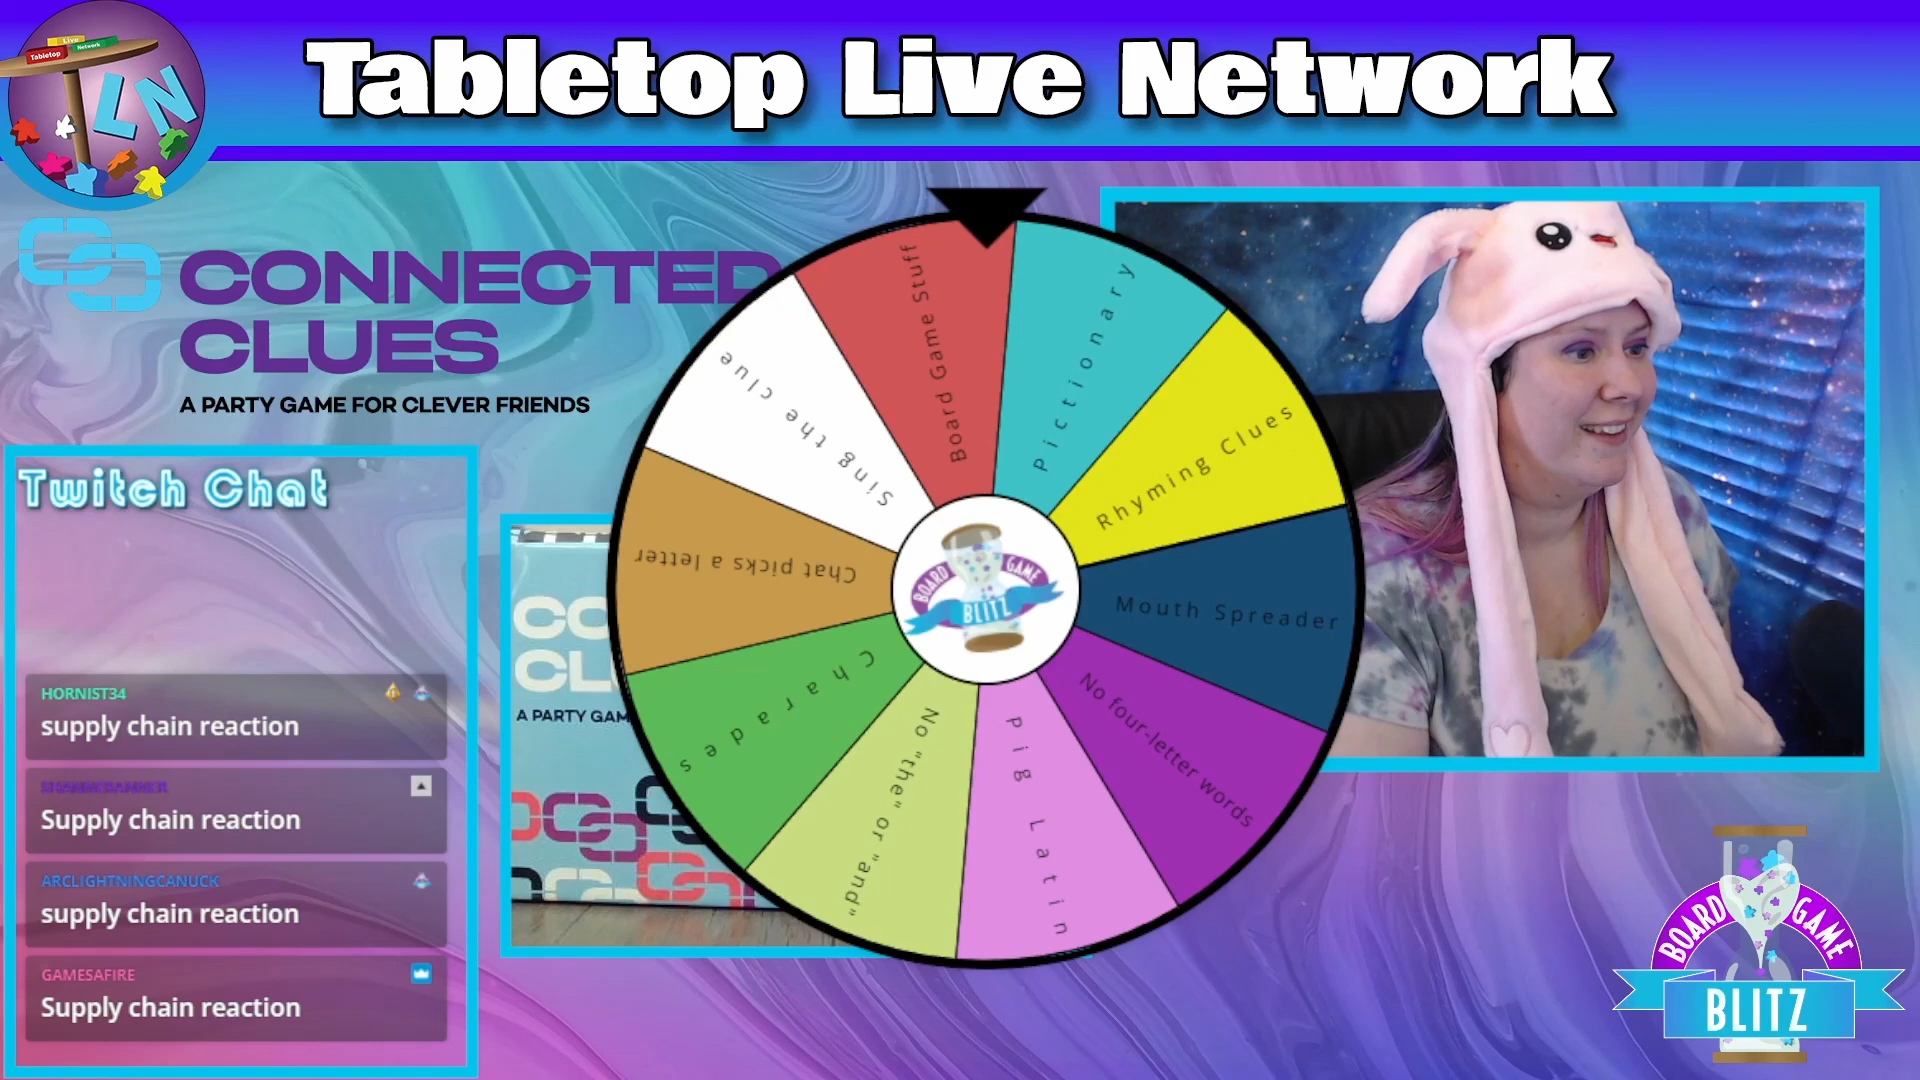 Live
Tabletop
Network
LN
Tabletop Live Network
CONNECTED
CLUES
A PARTY GAME FOR CLEVER FRIENDS
Board Game Stuff
Pictionary
Rhyming Clues
Mouth Spreader
No four-letter words
Pig Latin
No "the" or "and"
Charades
Chat picks a letter
Sing the clue
BOARD GAME
BLITZ
Twitch Chat
HORNIST34
supply chain reaction
Supply chain reaction
ARCLIGHTNINGCANUCK
supply chain reaction
GAMESAFIRE
Supply chain reaction
CO
CL
A PARTY GAM
BOARD GAME
BLITZ